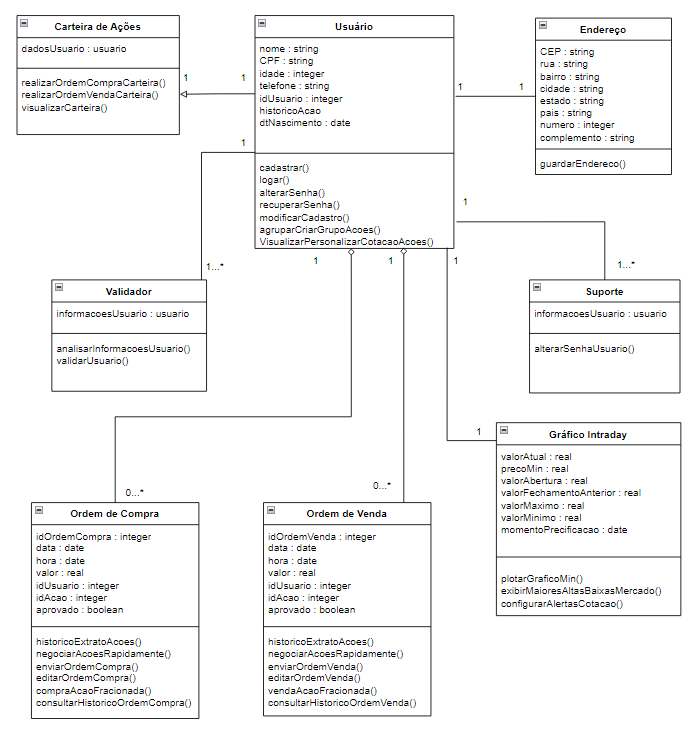 Carteira de Ações
dadosUsuario : usuario
realizarOrdemCompraCarteira()
realizarOrdemVendaCarteira()
visualizarCarteira()
1
1
Usuário
nome : string
CPF : string
idade : integer
telefone : string
idUsuario : integer
historicoAcao
dtNascimento : date
cadastrar()
logar()
alterarSenha()
recuperarSenha()
modificarCadastro()
agruparCriarGrupoAcoes()
VisualizarPersonalizarCotacaoAcoes()
1
1
Endereço
CEP : string
rua : string
bairro : string
cidade : string
estado : string
pais : string
numero : integer
complemento : string
guardarEndereco()
1
1...*
Validador
informacoesUsuario : usuario
analisarInformacoesUsuario()
validarUsuario()
1
1...*
Suporte
informacoesUsuario : usuario
alterarSenhaUsuario()
1
1
1
1
Gráfico Intraday
valorAtual : real
precoMin : real
valorAbertura : real
valorFechamentoAnterior : real
valorMaximo : real
valorMinimo : real
momentoPrecificacao : date
plotarGraficoMin()
exibirMaioresAltasBaixasMercado()
configurarAlertasCotacao()
0...*
Ordem de Compra
idOrdemCompra : integer
data : date
hora : date
valor : real
idUsuario : integer
idAcao : integer
aprovado : boolean
historicoExtratoAcoes()
negociarAcoesRapidamente()
enviarOrdemCompra()
editarOrdemCompra()
compraAcaoFracionada()
consultarHistoricoOrdemCompra()
0...*
Ordem de Venda
idOrdemVenda : integer
data : date
hora : date
valor : real
idUsuario : integer
idAcao : integer
aprovado : boolean
historicoExtratoAcoes()
negociarAcoesRapidamente()
enviarOrdemVenda()
editarOrdemVenda()
vendaAcaoFracionada()
consultarHistoricoOrdemVenda()